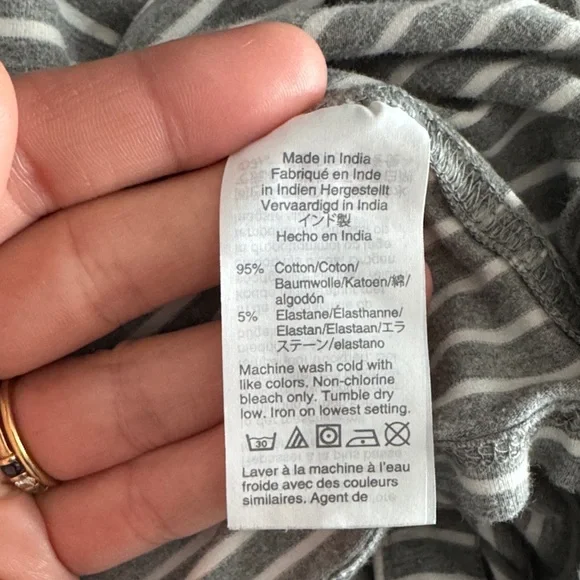 Made in India
Fabriqué en Inde
in Indien Hergestellt
Vervaardigd in India
インド製
Hecho en India
95% Cotton/Coton/
Baumwolle/Katoen/綿/
algodón
5% Elastane/Élasthanne/
Elastan/Elastaan/エラ
ステーン/elastano
Machine wash cold with
like colors. Non-chlorine
bleach only. Tumble dry
low. Iron on lowest setting.
30
Laver à la machine à l'eau
froide avec des couleurs
similaires. Agent de